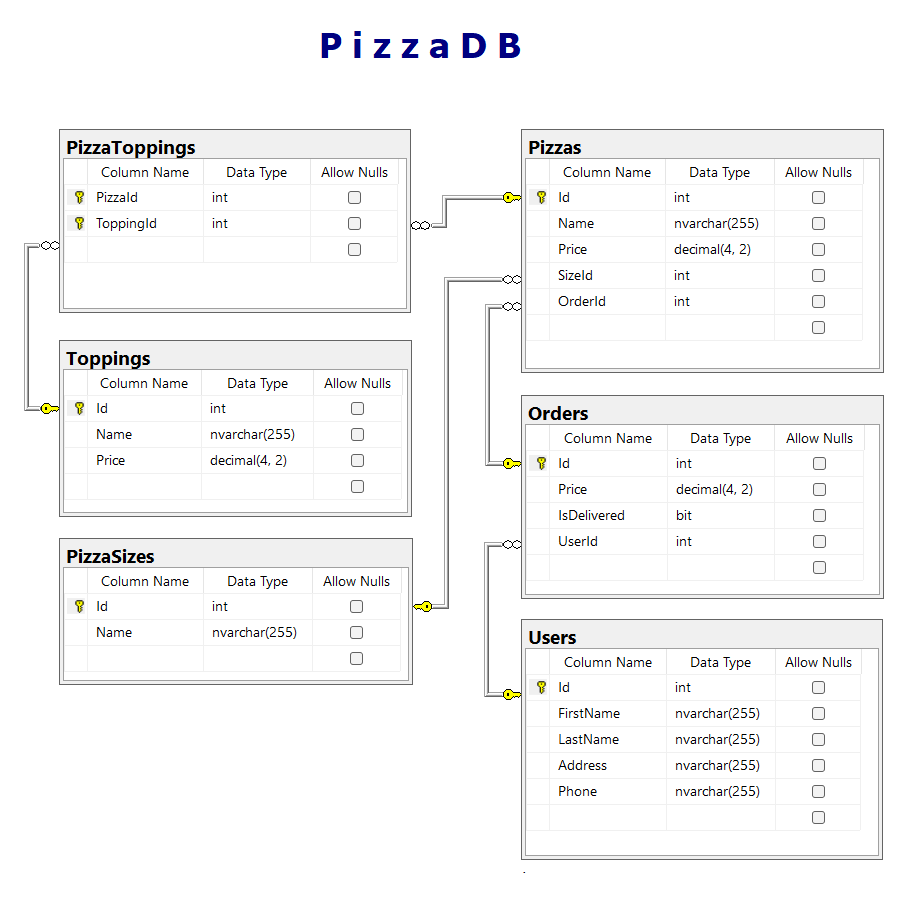 PizzaDB
PizzaToppings
Column Name Data Type Allow Nulls
PizzaId int
ToppingId int
Toppings
Column Name Data Type Allow Nulls
Id int
Name nvarchar(255)
Price decimal(4, 2)
PizzaSizes
Column Name Data Type Allow Nulls
Id int
Name nvarchar(255)
Pizzas
Column Name Data Type Allow Nulls
Id int
Name nvarchar(255)
Price decimal(4, 2)
SizeId int
OrderId int
Orders
Column Name Data Type Allow Nulls
Id int
Price decimal(4, 2)
IsDelivered bit
UserId int
Users
Column Name Data Type Allow Nulls
Id int
FirstName nvarchar(255)
LastName nvarchar(255)
Address nvarchar(255)
Phone nvarchar(255)